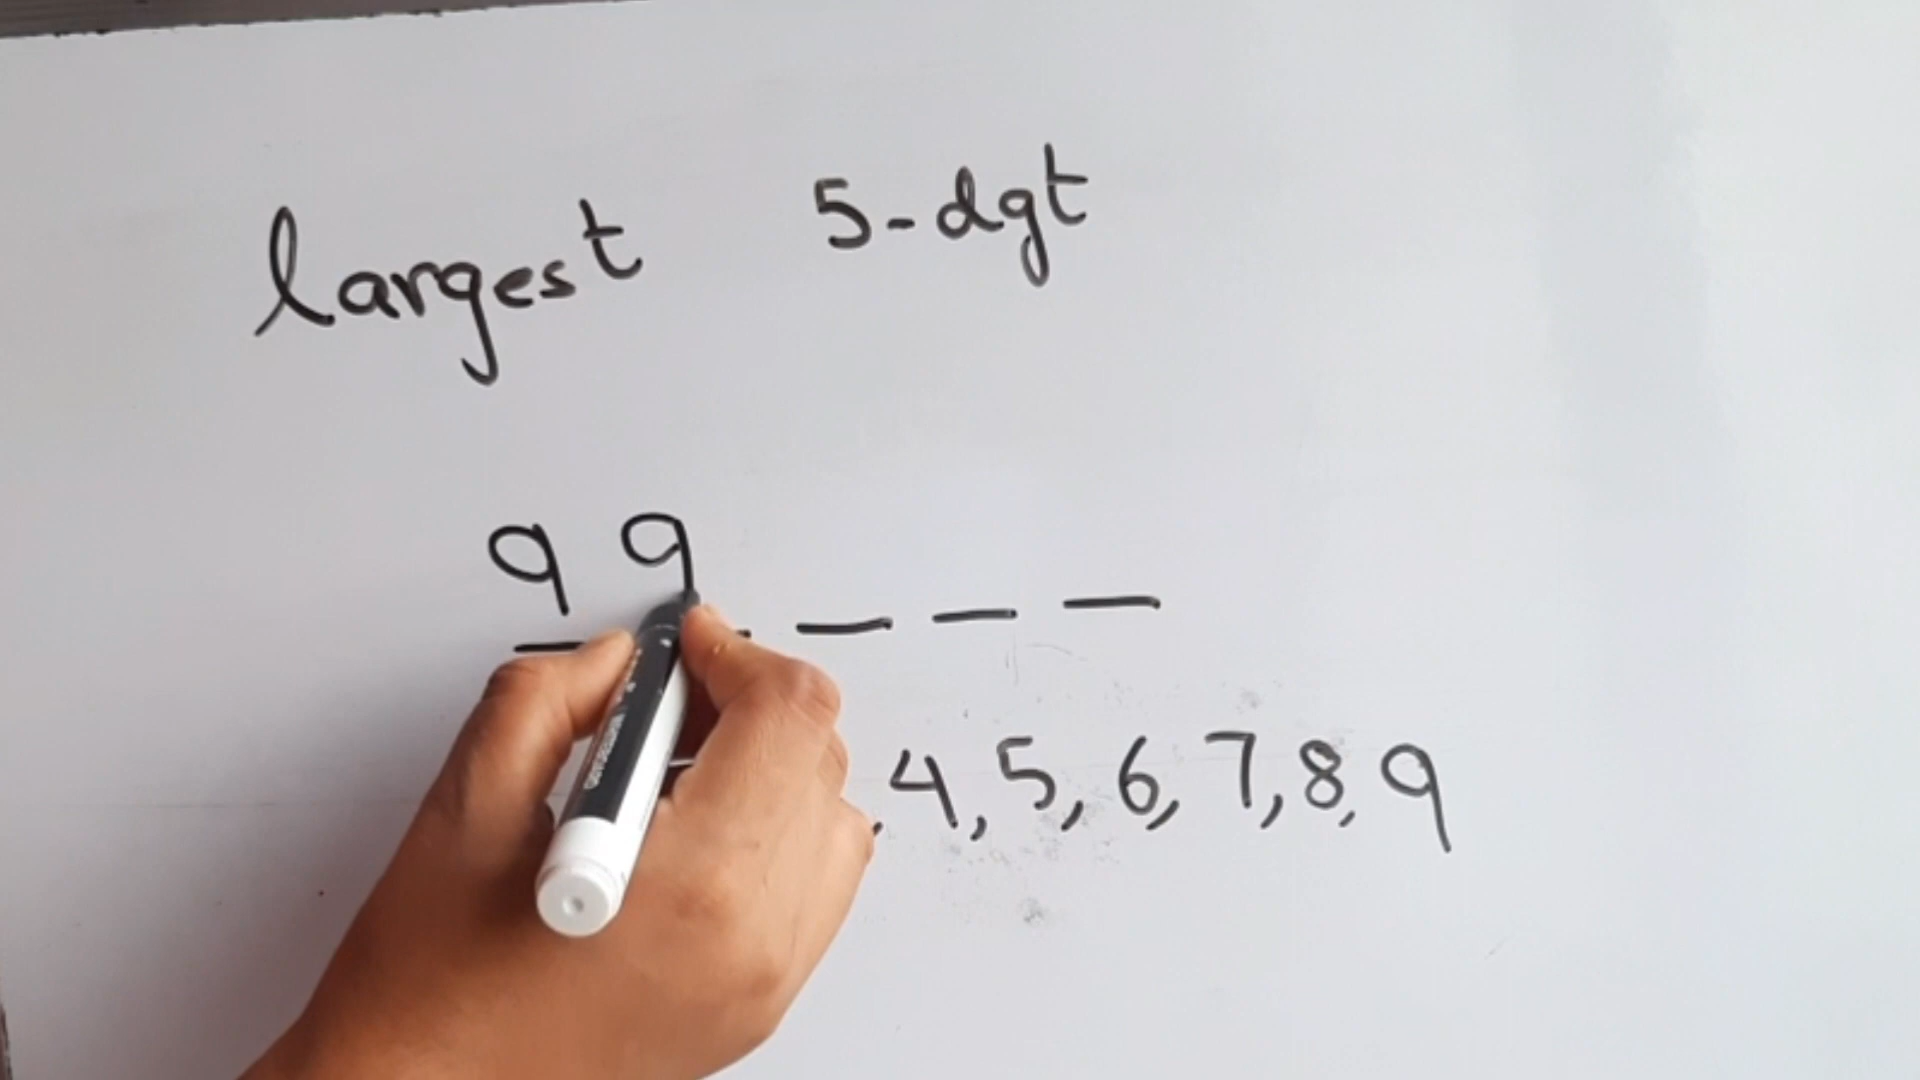 largest 5-dgt
9 9
, 4, 5, 6, 7, 8, 9